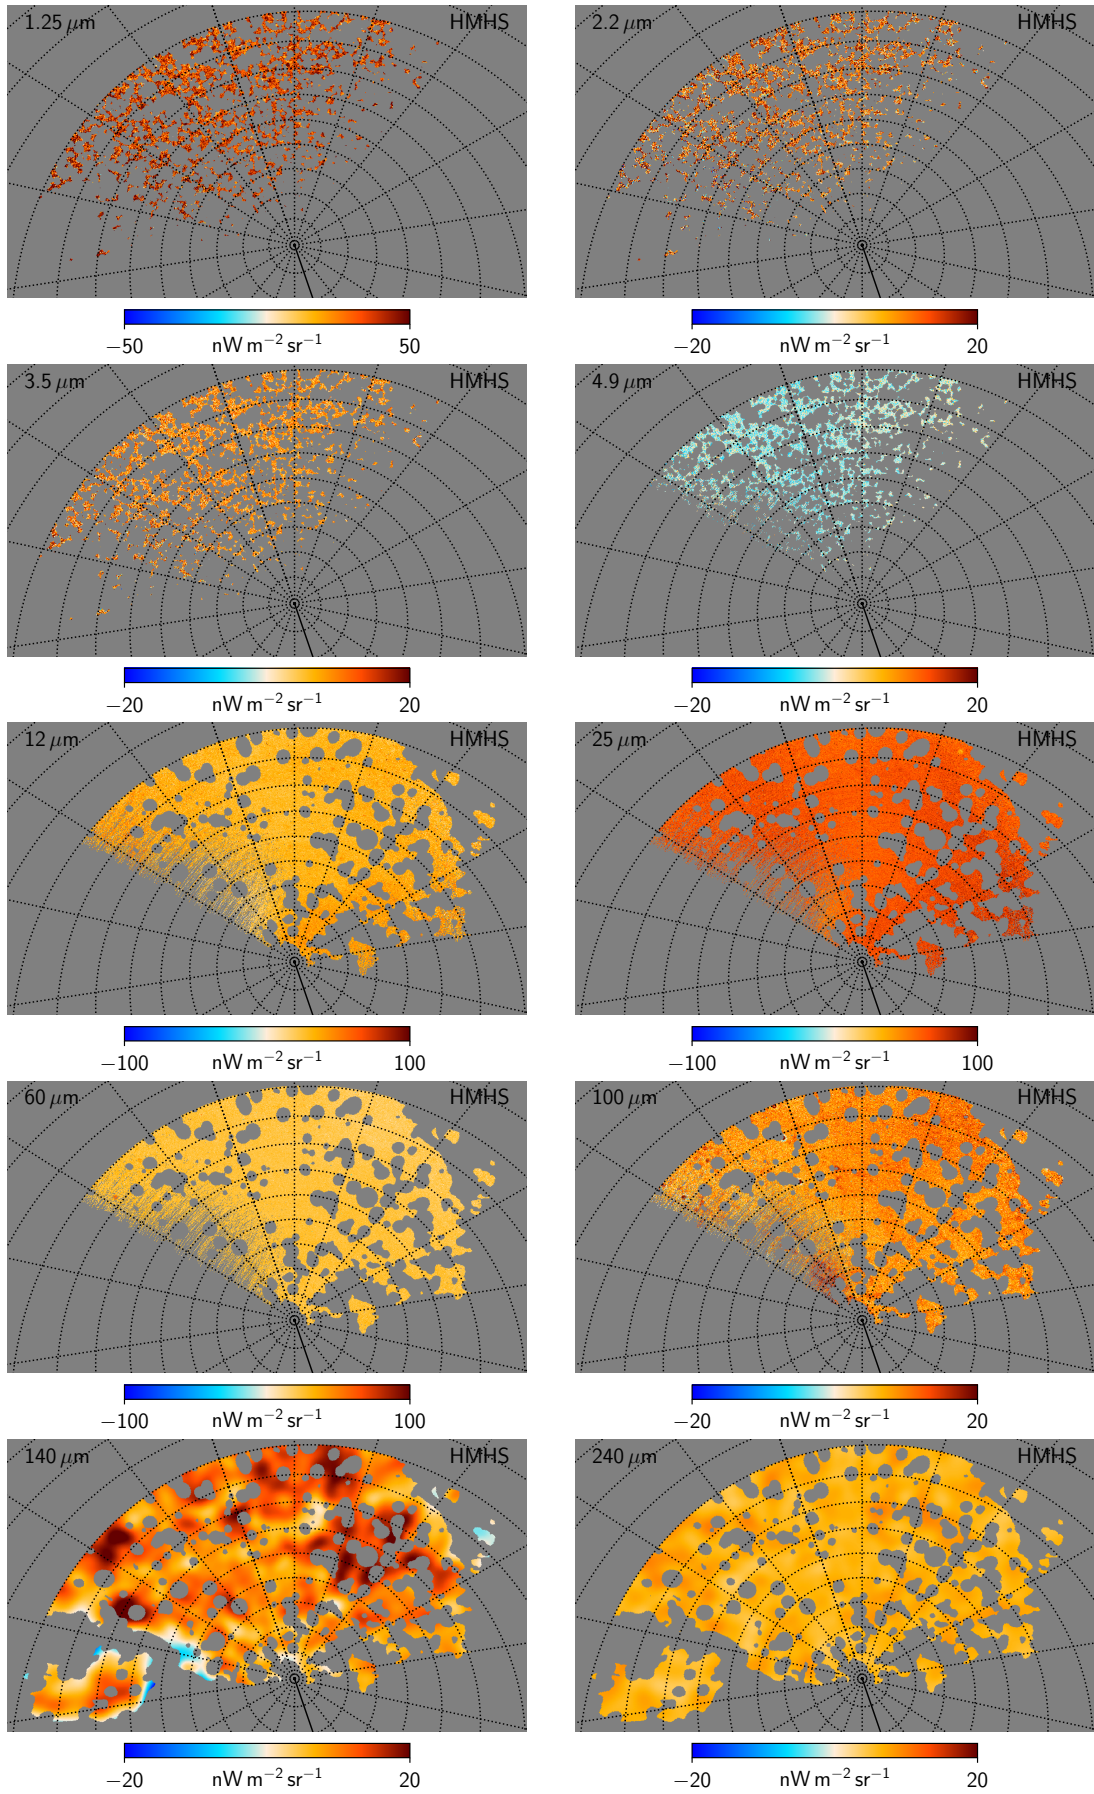 1.25 μm HMHS 2.2 μm HMHS
−50 nW m−2 sr−1 50 −20 nW m−2 sr−1 20
3.5 μm HMHS 4.9 μm HMHS
−20 nW m−2 sr−1 20 −20 nW m−2 sr−1 20
12 μm HMHS 25 μm HMHS
−100 nW m−2 sr−1 100 −100 nW m−2 sr−1 100
60 μm HMHS 100 μm HMHS
−100 nW m−2 sr−1 100 −20 nW m−2 sr−1 20
140 μm HMHS 240 μm HMHS
−20 nW m−2 sr−1 20 −20 nW m−2 sr−1 20